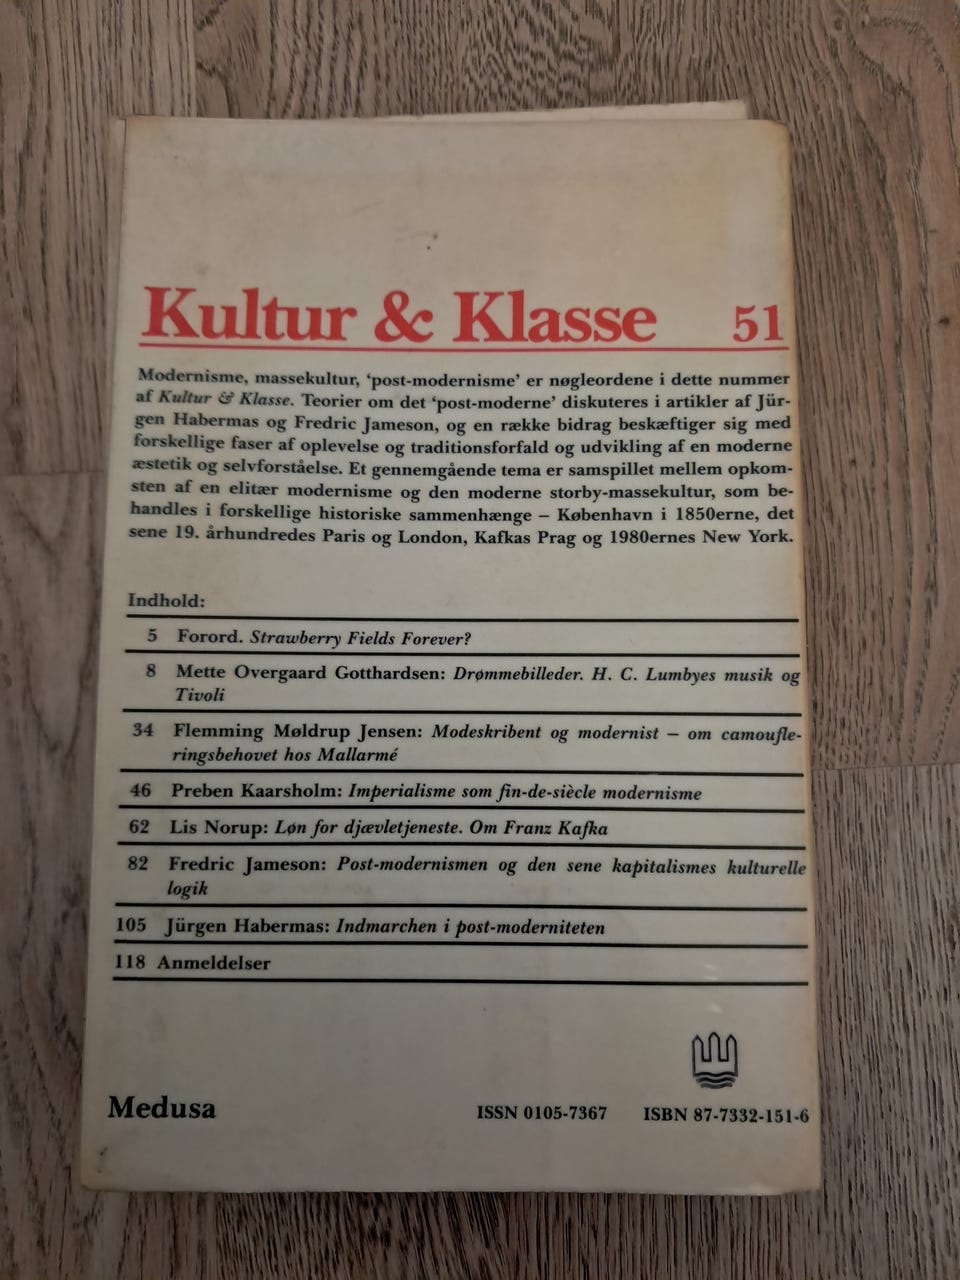 Kultur & Klasse 51
Modernisme, massekultur, ‘post-modernisme’ er nøgleordene i dette nummer
af Kultur & Klasse. Teorier om det ‘post-moderne’ diskuteres i artikler af Jür-
gen Habermas og Fredric Jameson, og en række bidrag beskæftiger sig med
forskellige faser af oplevelse og traditionsforfald og udvikling af en moderne
æstetik og selvforståelse. Et gennemgående tema er samspillet mellem opkom-
sten af en elitær modernisme og den moderne storby-massekultur, som be-
handles i forskellige historiske sammenhænge – København i 1850erne, det
sene 19. århundredes Paris og London, Kafkas Prag og 1980ernes New York.
Indhold:
5 Forord. Strawberry Fields Forever?
8 Mette Overgaard Gotthardsen: Drømmebilleder. H. C. Lumbyes musik og
Tivoli
34 Flemming Møldrup Jensen: Modeskribent og modernist – om camoufle-
ringsbehovet hos Mallarmé
46 Preben Kaarsholm: Imperialisme som fin-de-siècle modernisme
62 Lis Norup: Løn for djævletjeneste. Om Franz Kafka
82 Fredric Jameson: Post-modernismen og den sene kapitalismes kulturelle
logik
105 Jürgen Habermas: Indmarchen i post-moderniteten
118 Anmeldelser
Medusa ISSN 0105-7367 ISBN 87-7332-151-6